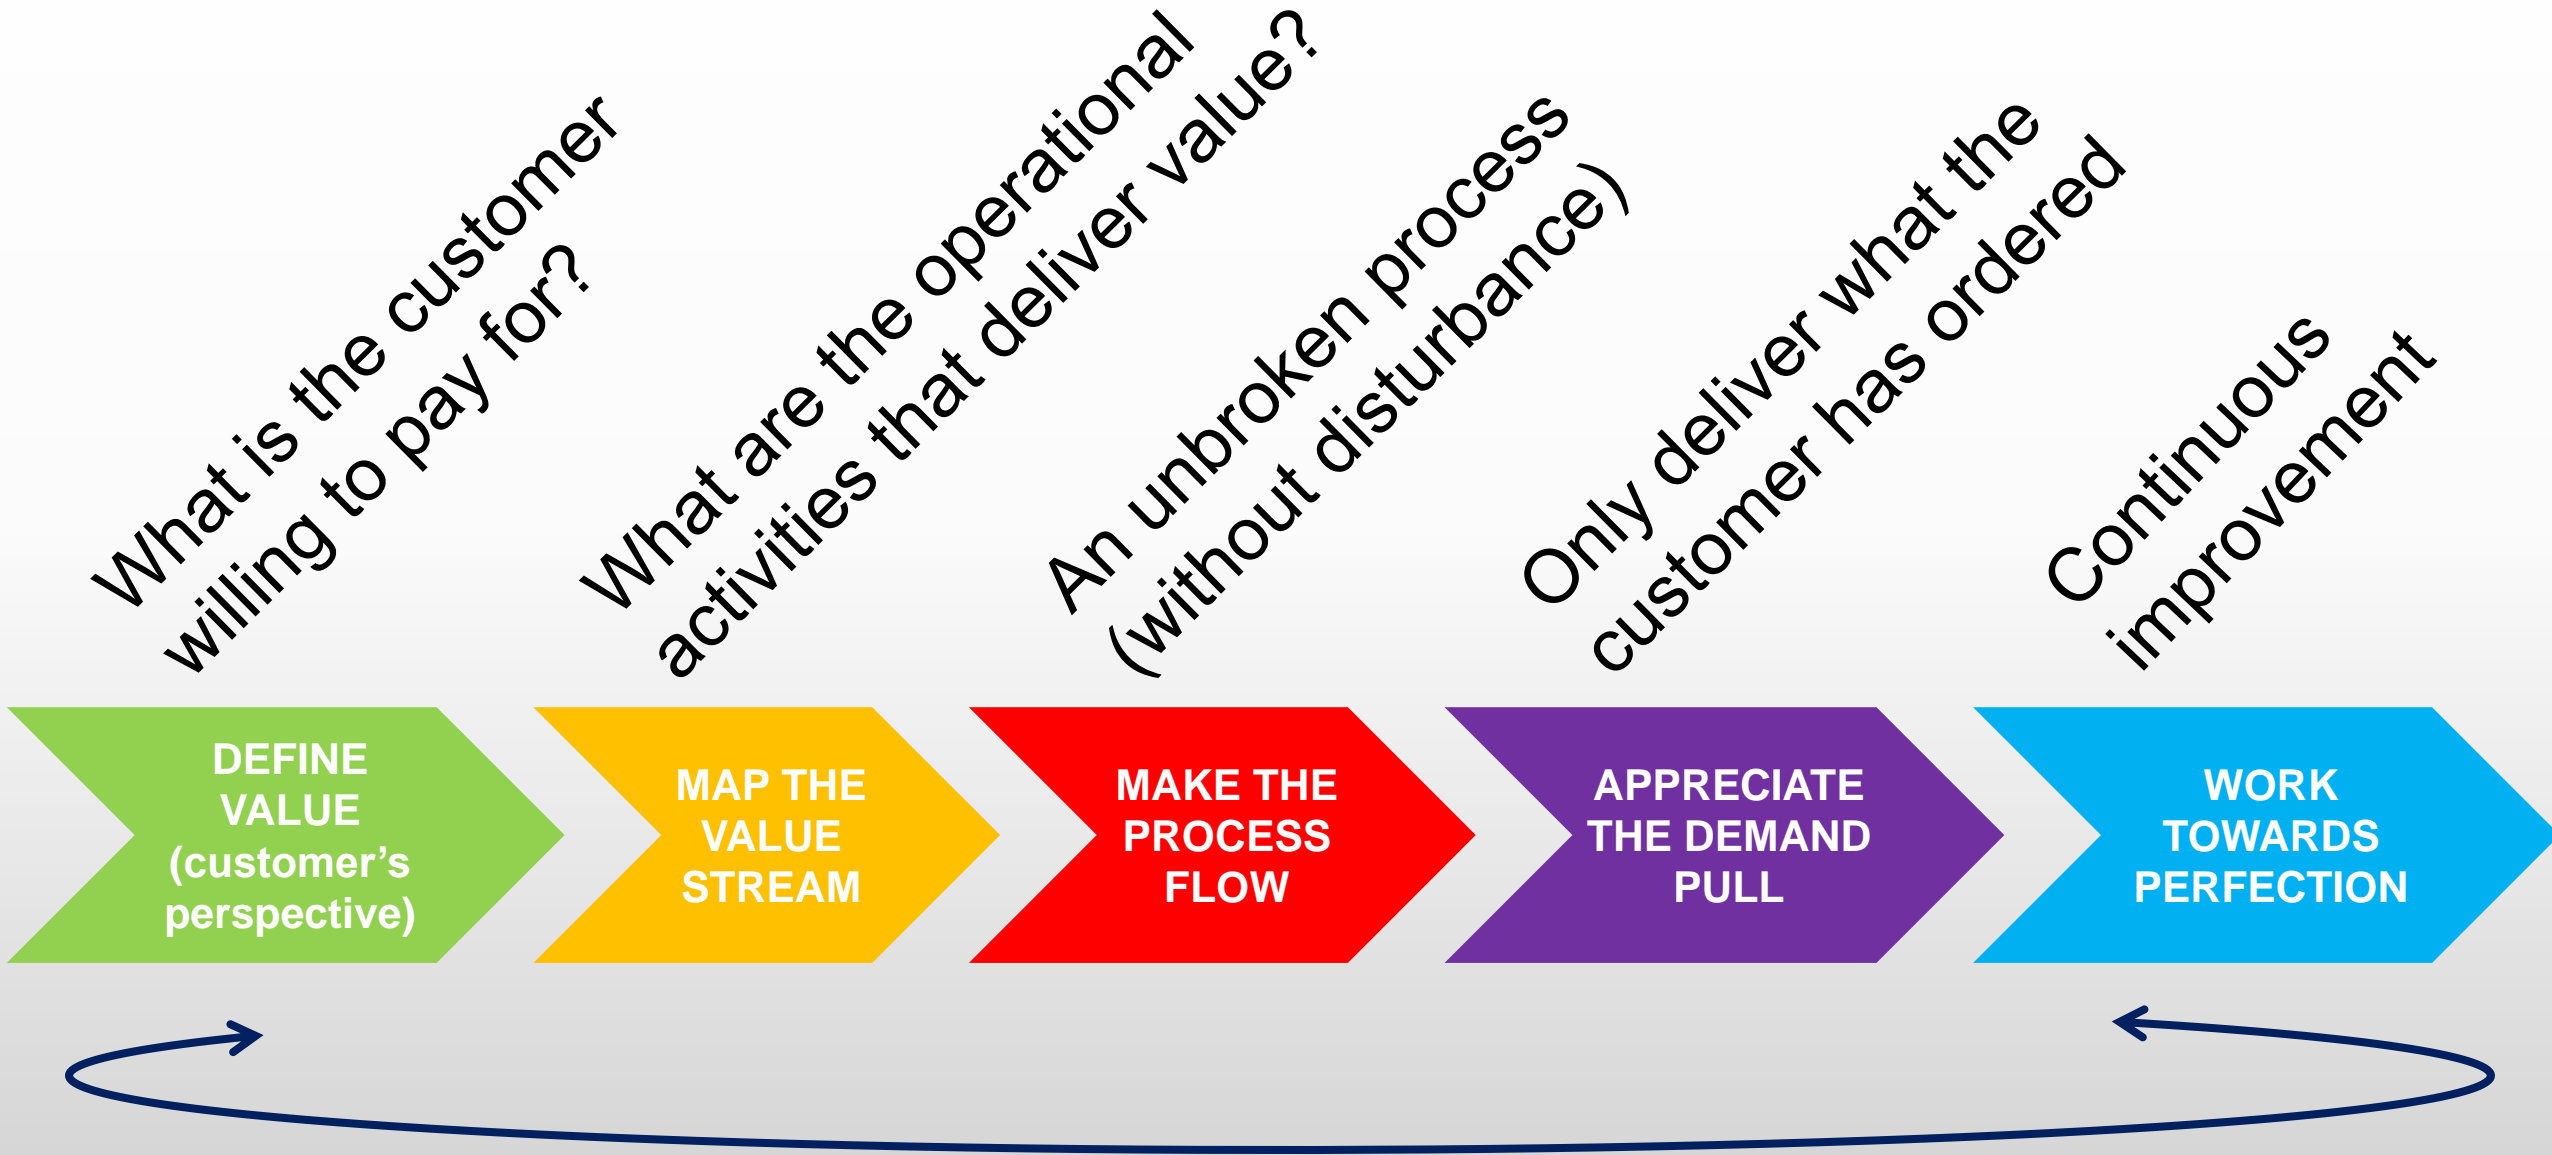 What is the customer
willing to pay for?
What are the operational
activities that deliver value?
An unbroken process
(without disturbance)
Only deliver what the
customer has ordered
Continuous
improvement
DEFINE
VALUE
(customer’s
perspective)
MAP THE
VALUE
STREAM
MAKE THE
PROCESS
FLOW
APPRECIATE
THE DEMAND
PULL
WORK
TOWARDS
PERFECTION